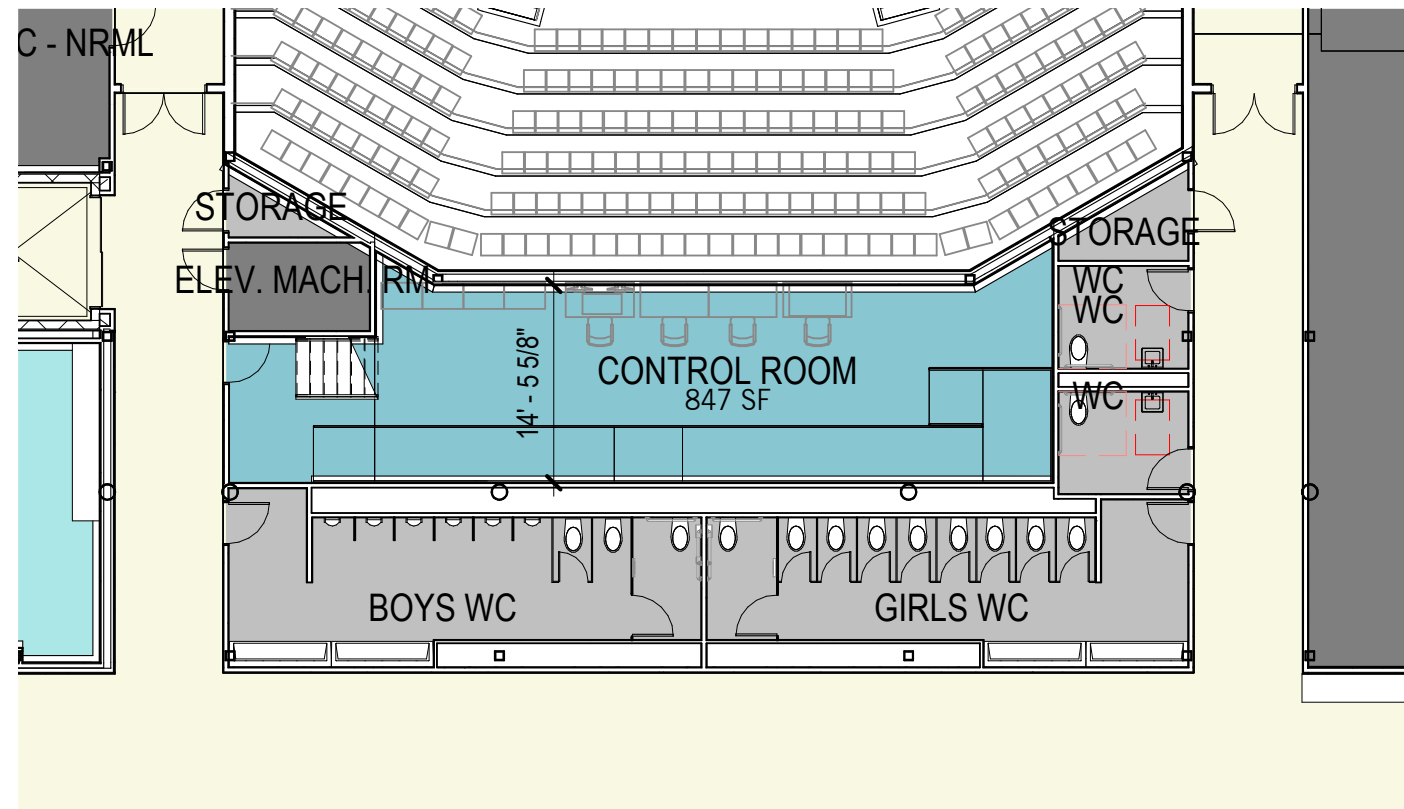 C - NRML
STORAGE
STORAGE
ELEV. MACH. RM
WC
WC
14' - 5 5/8"
CONTROL ROOM
847 SF
WC
BOYS WC
GIRLS WC